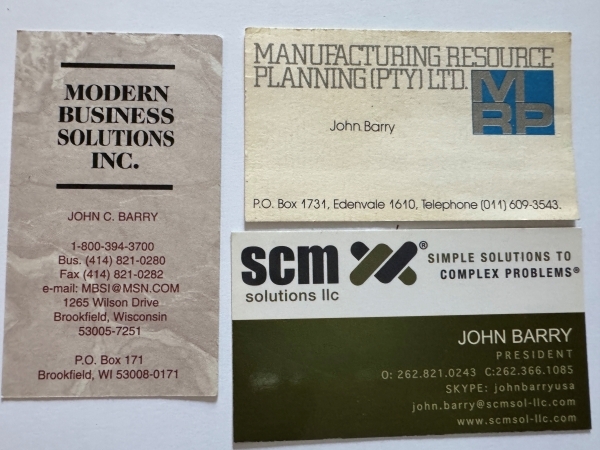 MODERN
BUSINESS
SOLUTIONS
INC.
JOHN C. BARRY
1-800-394-3700
Bus. (414) 821-0280
Fax (414) 821-0282
e-mail: MBSI@MSN.COM
1265 Wilson Drive
Brookfield, Wisconsin
53005-7251
P.O. Box 171
Brookfield, WI 53008-0171
MANUFACTURING RESOURCE
PLANNING (PTY) LTD.
M
RP
John Barry
P.O. Box 1731, Edenvale 1610, Telephone (011) 609-3543.
scm ®
solutions llc
SIMPLE SOLUTIONS TO
COMPLEX PROBLEMS®
JOHN BARRY
PRESIDENT
O: 262.821.0243 C:262.366.1085
SKYPE: johnbarryusa
john.barry@scmsol-llc.com
www.scmsol-llc.com